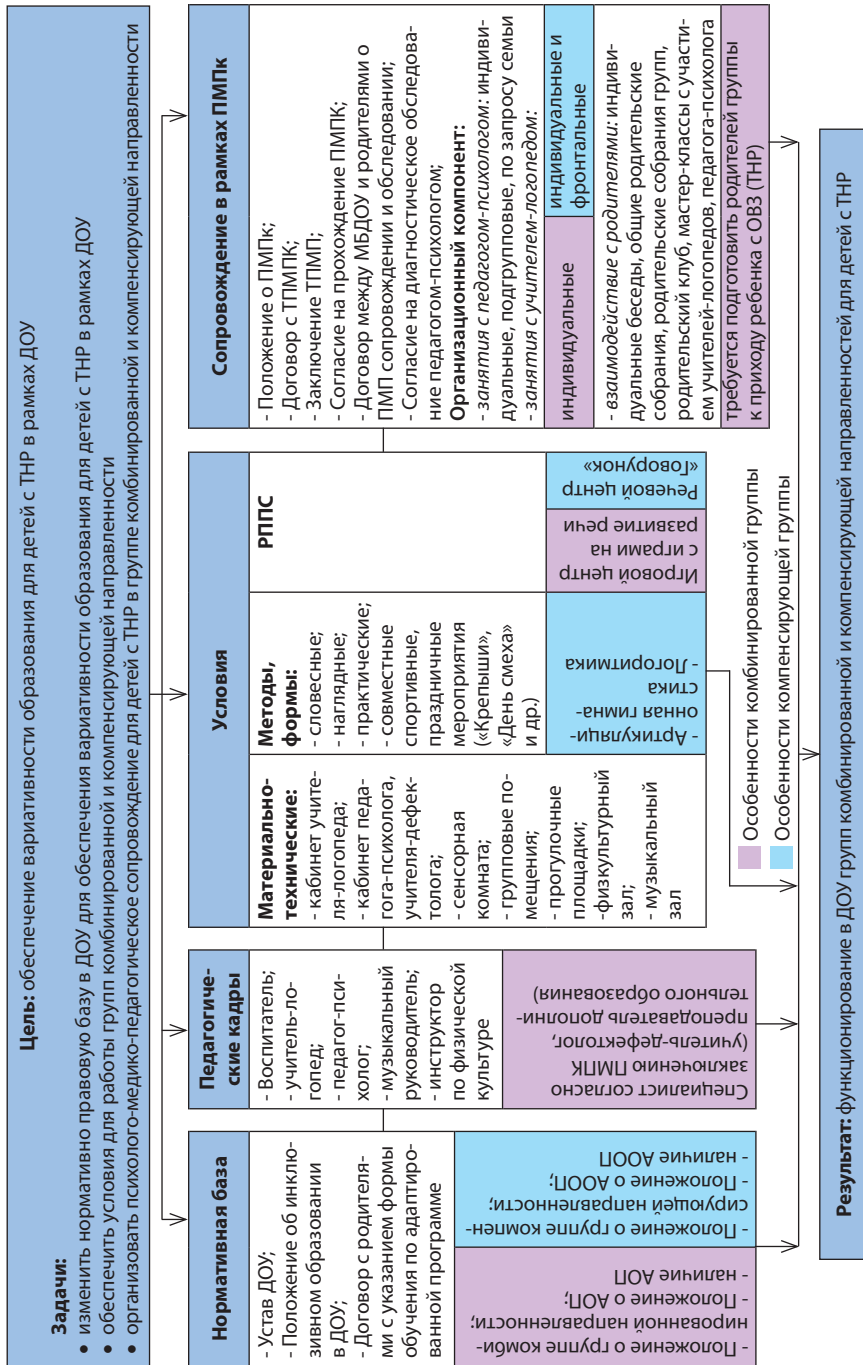 Цель: обеспечение вариативности образования для детей с ТНР в рамках ДОУ
Задачи:
• изменить нормативно правовую базу в ДОУ для обеспечения вариативности образования для детей с ТНР в рамках ДОУ
• обеспечить условия для работы групп комбинированной и компенсирующей направленности
• организовать психолого-медико-педагогическое сопровождение для детей с ТНР в группе комбинированной и компенсирующей направленности
Нормативная база
- Устав ДОУ;
- Положение об инклю-
зивном образовании
в ДОУ;
- Договор с родителя-
ми с указанием формы
обучения по адаптиро-
ванной программе
- Положение о группе комби-
нированной направленности;
- Положение о АОП;
- наличие АОП
- Положение о группе компен-
сирующей направленности;
- Положение о АООП;
- наличие АООП
Педагогиче-
ские кадры
- Воспитатель;
- учитель-ло-
гопед;
- педагог-пси-
холог;
- музыкальный
руководитель;
- инструктор
по физической
культуре
Специалист согласно
заключению ПМПК
(учитель-дефектолог,
преподаватель дополни-
тельного образования)
Условия
Материально-
технические:
- кабинет учите-
ля-логопеда;
- кабинет педа-
гога-психолога,
учителя-дефек-
толога;
- сенсорная
комната;
- групповые по-
мещения;
- прогулочные
площадки;
-физкультурный
зал;
- музыкальный
зал
Методы,
формы:
- словесные;
- наглядные;
- практические;
- совместные
спортивные,
праздничные
мероприятия
(«Крепыши»,
«День смеха»
и др.)
- Артикуляци-
онная гимна-
стика
- Логоритмика
РППС
Игровой центр
с играми на
развитие речи
Речевой центр
«Говорунок»
Сопровождение в рамках ПМПк
- Положение о ПМПк;
- Договор с ТПМПК;
- Заключение ТПМП;
- Согласие на прохождение ПМПК;
- Договор между МБДОУ и родителями о
ПМП сопровождении и обследовании;
- Согласие на диагностическое обследова-
ние педагогом-психологом;
Организационный компонент:
- занятия с педагогом-психологом: индиви-
дуальные, подгрупповые, по запросу семьи
- занятия с учителем-логопедом:
индивидуальные
индивидуальные и
фронтальные
- взаимодействие с родителями: индиви-
дуальные беседы, общие родительские
собрания, родительские собрания групп,
родительский клуб, мастер-классы с участи-
ем учителей-логопедов, педагога-психолога
требуется подготовить родителей группы
к приходу ребенка с ОВЗ (ТНР)
Особенности комбинированной группы
Особенности компенсирующей группы
Результат: функционирование в ДОУ групп комбинированной и компенсирующей направленностей для детей с ТНР